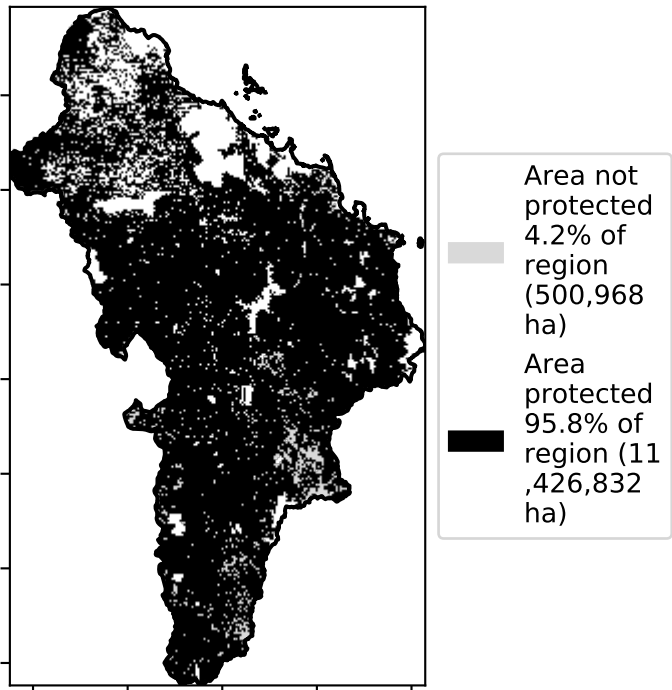 Area not
protected
4.2% of
region
(500,968
ha)
Area
protected
95.8% of
region (11
,426,832
ha)